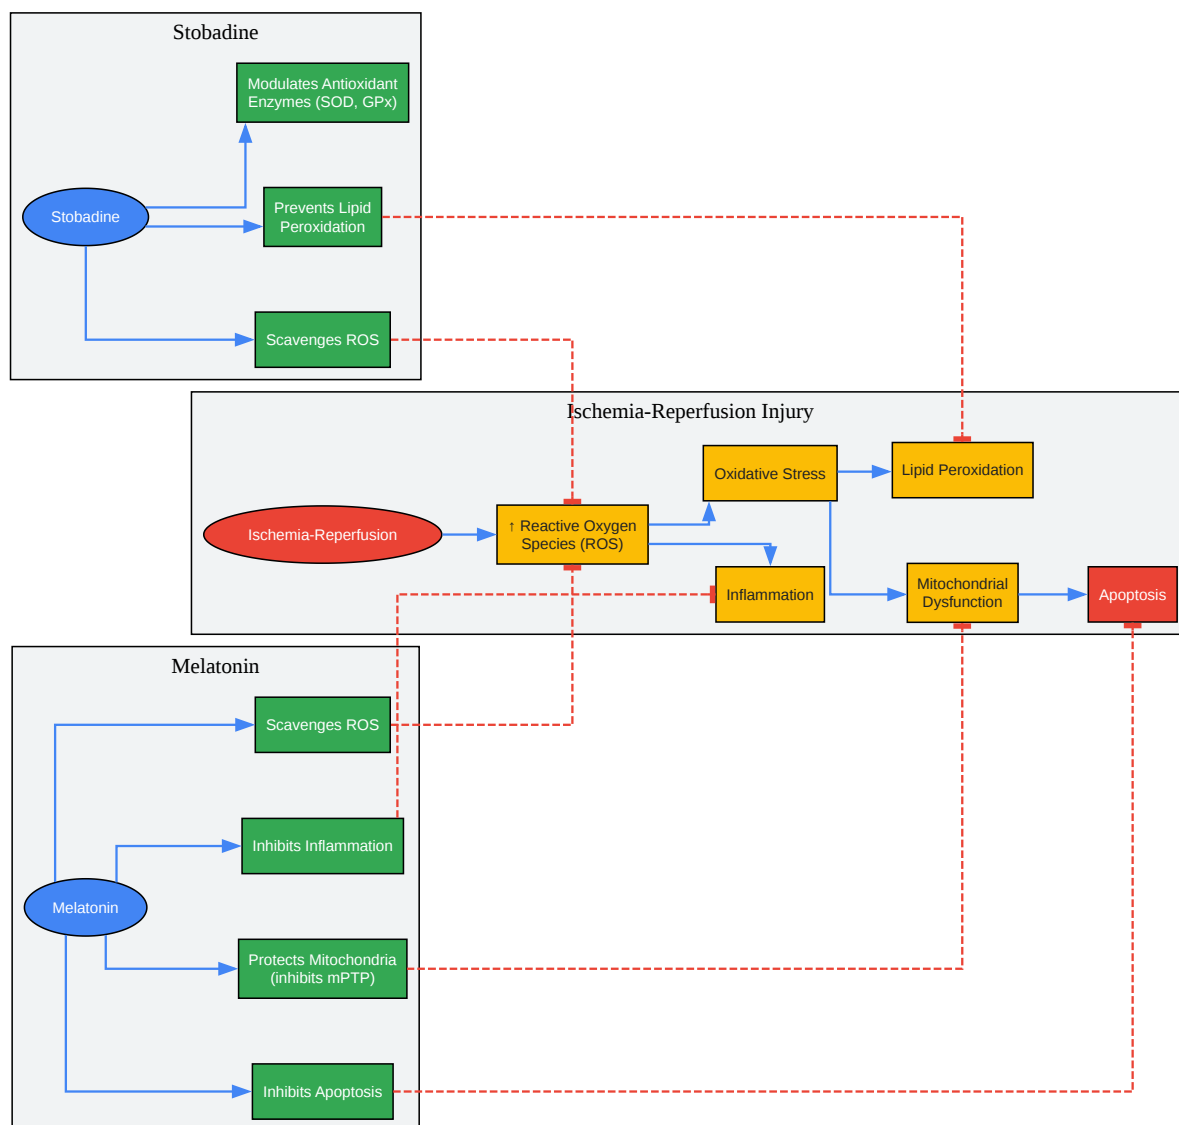 Stobadine
Modulates Antioxidant
Enzymes (SOD, GPx)
Stobadine
Prevents Lipid
Peroxidation
Scavenges ROS
Ischemia-Reperfusion Injury
Oxidative Stress
Lipid Peroxidation
Ischemia-Reperfusion
↑ Reactive Oxygen
Species (ROS)
Inflammation
Mitochondrial
Dysfunction
Apoptosis
Melatonin
Scavenges ROS
Inhibits Inflammation
Melatonin
Protects Mitochondria
(inhibits mPTP)
Inhibits Apoptosis